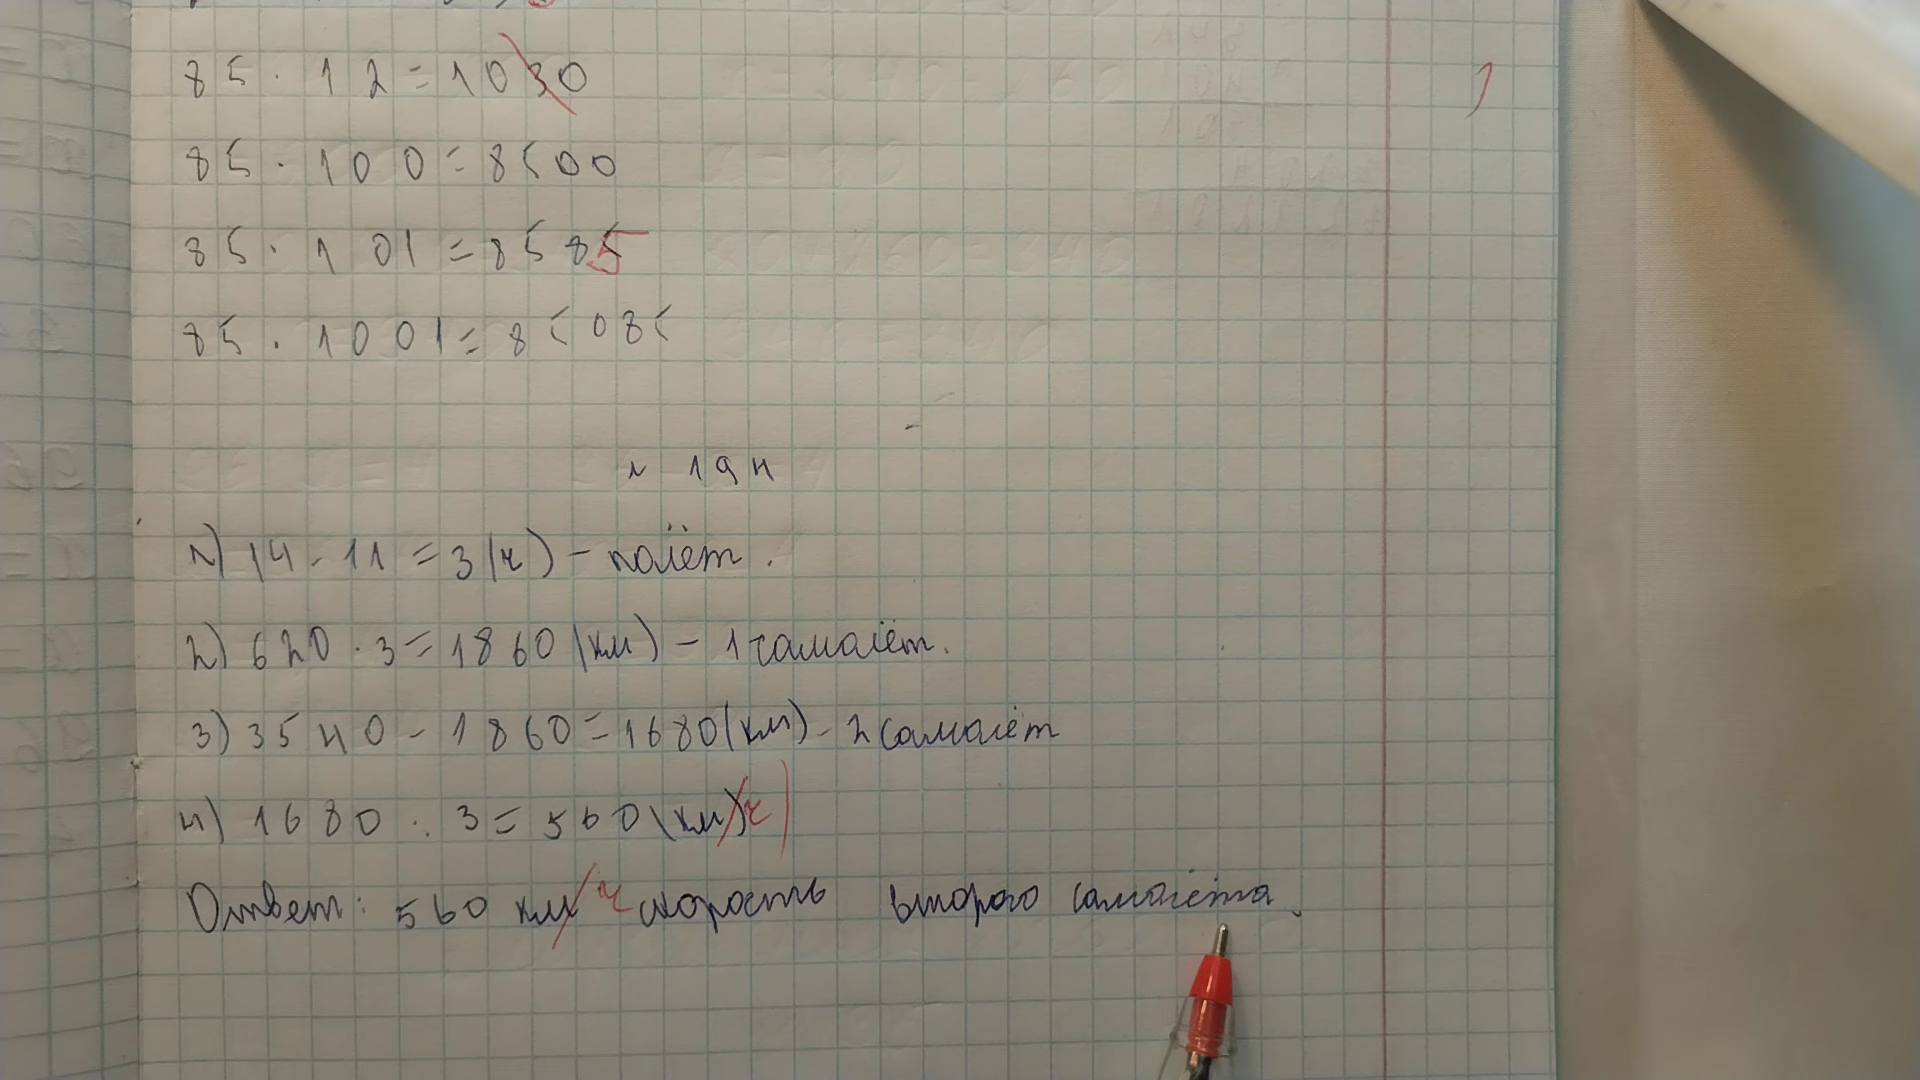 85 · 12 = 1030
85 · 100 = 8500
85 · 101 = 8585
85 · 1001 = 85085
№ 194
1) 14 - 11 = 3 (ч) - полёт.
2) 620 · 3 = 1860 (км) - 1 самолёт.
3) 3540 - 1860 = 1680 (км) - 2 самолёт
4) 1680 : 3 = 560 (км/ч)
Ответ: 560 км/ч скорость второго самолёта.